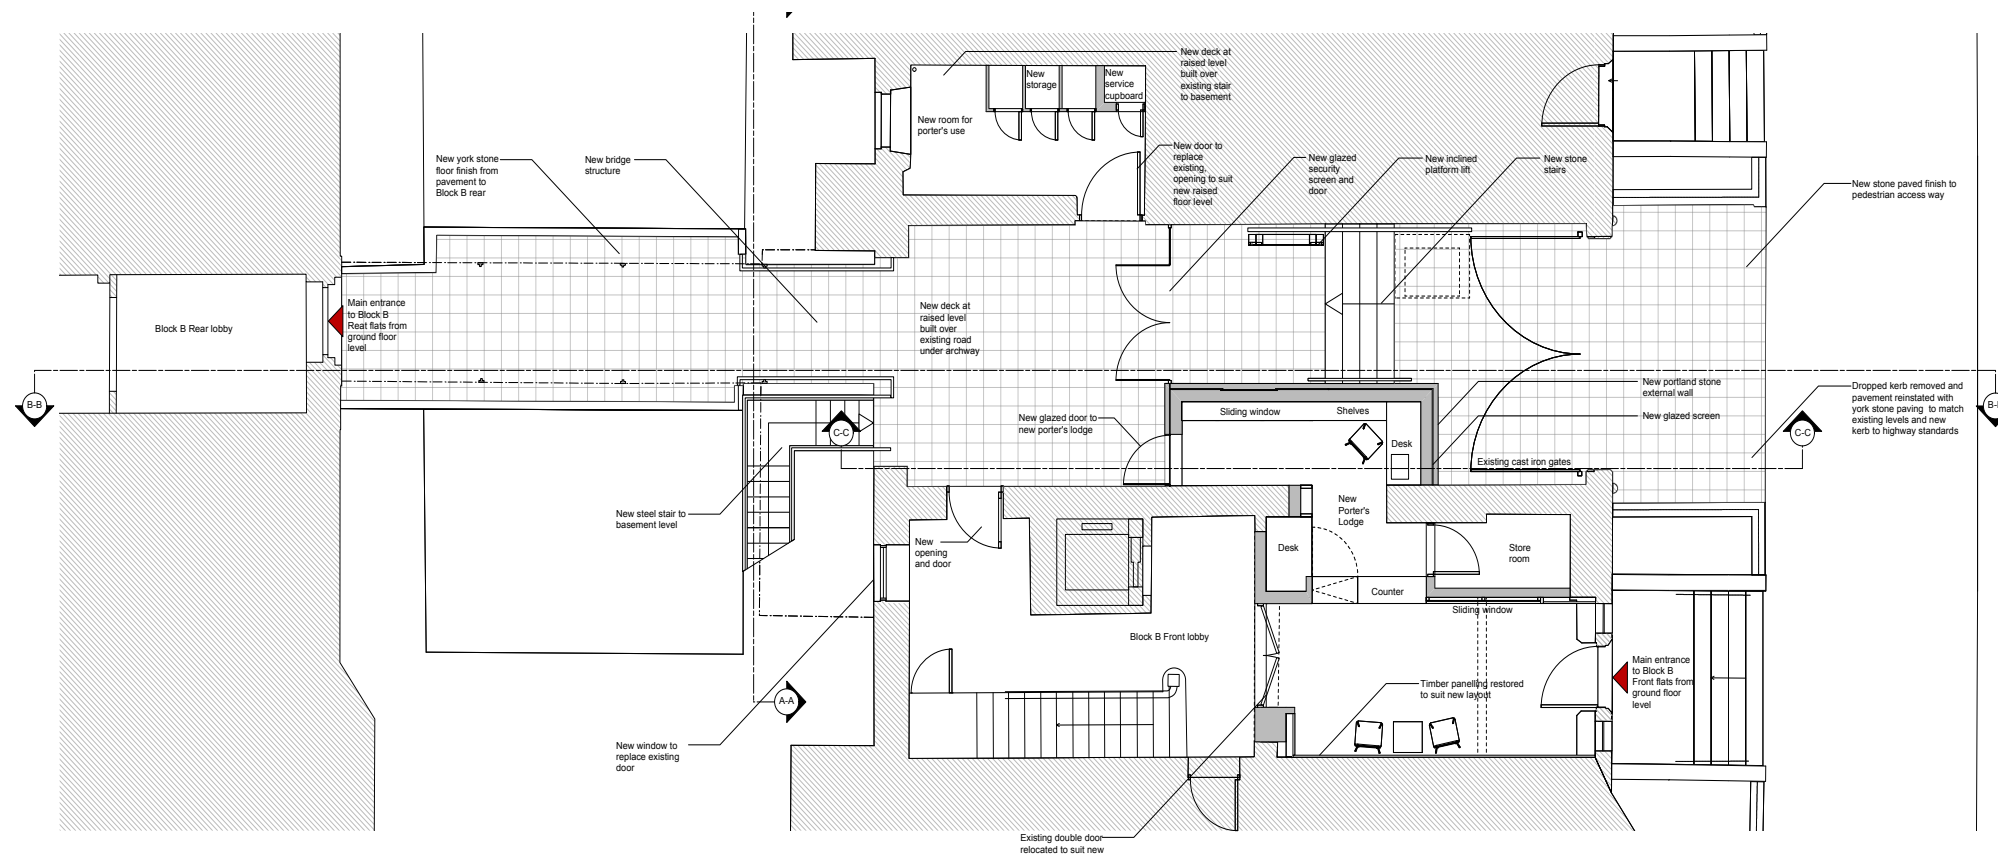 New deck at
raised level
built over
existing stair
to basement
New
storage
New
service
cupboard
New room for
porter's use
New york stone
floor finish from
pavement to
Block B rear
New bridge
structure
New door to
replace
existing,
opening to suit
new raised
floor level
New glazed
security
screen and
door
New inclined
platform lift
New stone
stairs
New stone paved finish to
pedestrian access way
Block B Rear lobby
Main entrance
to Block B
Reat flats from
ground floor
level
New deck at
raised level
built over
existing road
under archway
B-B
B-
New portland stone
external wall
New glazed screen
Dropped kerb removed and
pavement reinstated with
york stone paving to match
existing levels and new
kerb to highway standards
C-C
C-C
New glazed door to
new porter's lodge
Sliding window
Shelves
Desk
Existing cast iron gates
New steel stair to
basement level
New
opening
and door
New
Porter's
Lodge
Desk
Store
room
Counter
Sliding window
Block B Front lobby
Main entrance
to Block B
Front flats from
ground floor
level
Timber panelling restored
to suit new layout
A-A
New window to
replace existing
door
Existing double door
relocated to suit new